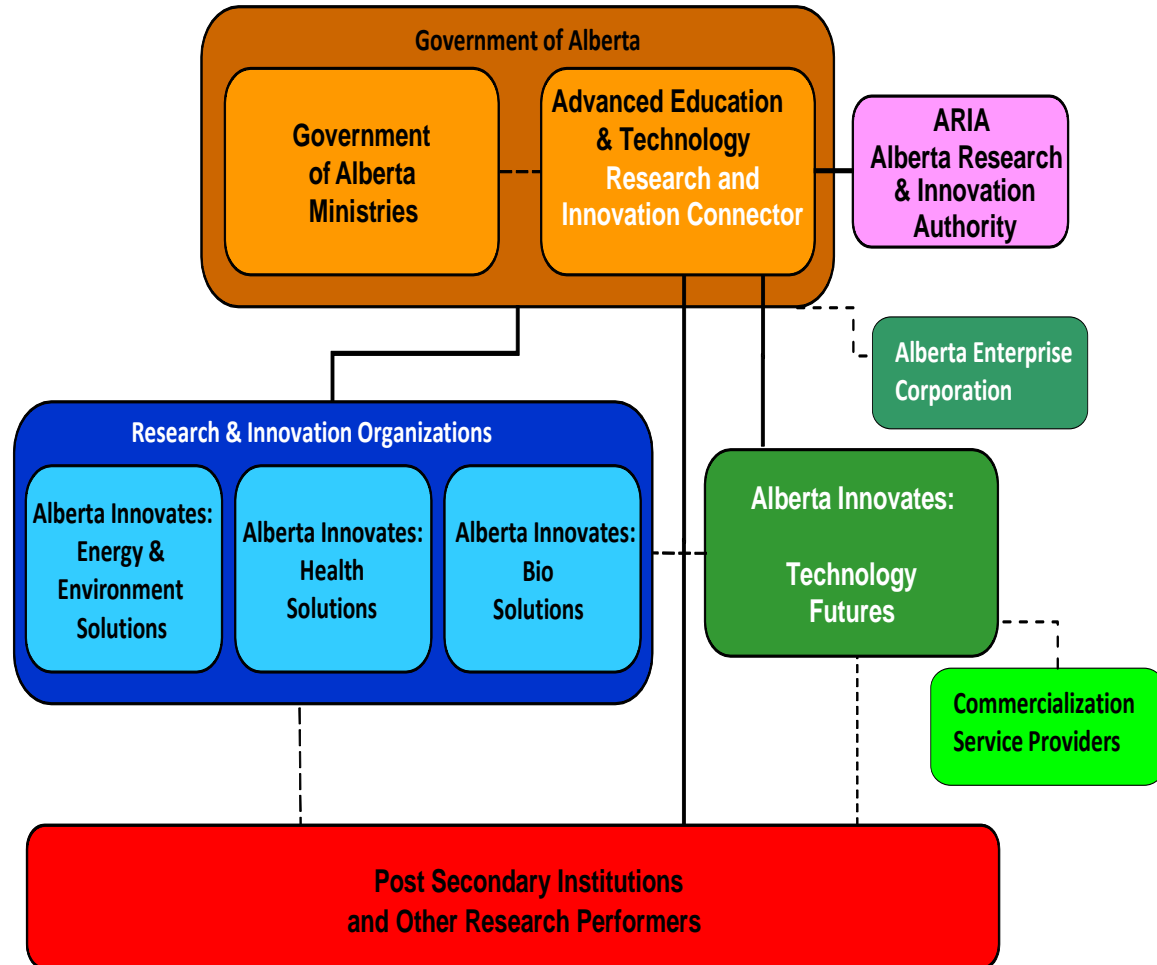 Government of Alberta
Government
of Alberta
Ministries
Advanced Education
& Technology
Research and
Innovation Connector
ARIA
Alberta Research
& Innovation
Authority
Alberta Enterprise
Corporation
Research & Innovation Organizations
Alberta Innovates:
Energy &
Environment
Solutions
Alberta Innovates:
Health
Solutions
Alberta Innovates:
Bio
Solutions
Alberta Innovates:
Technology
Futures
Commercialization
Service Providers
Post Secondary Institutions
and Other Research Performers